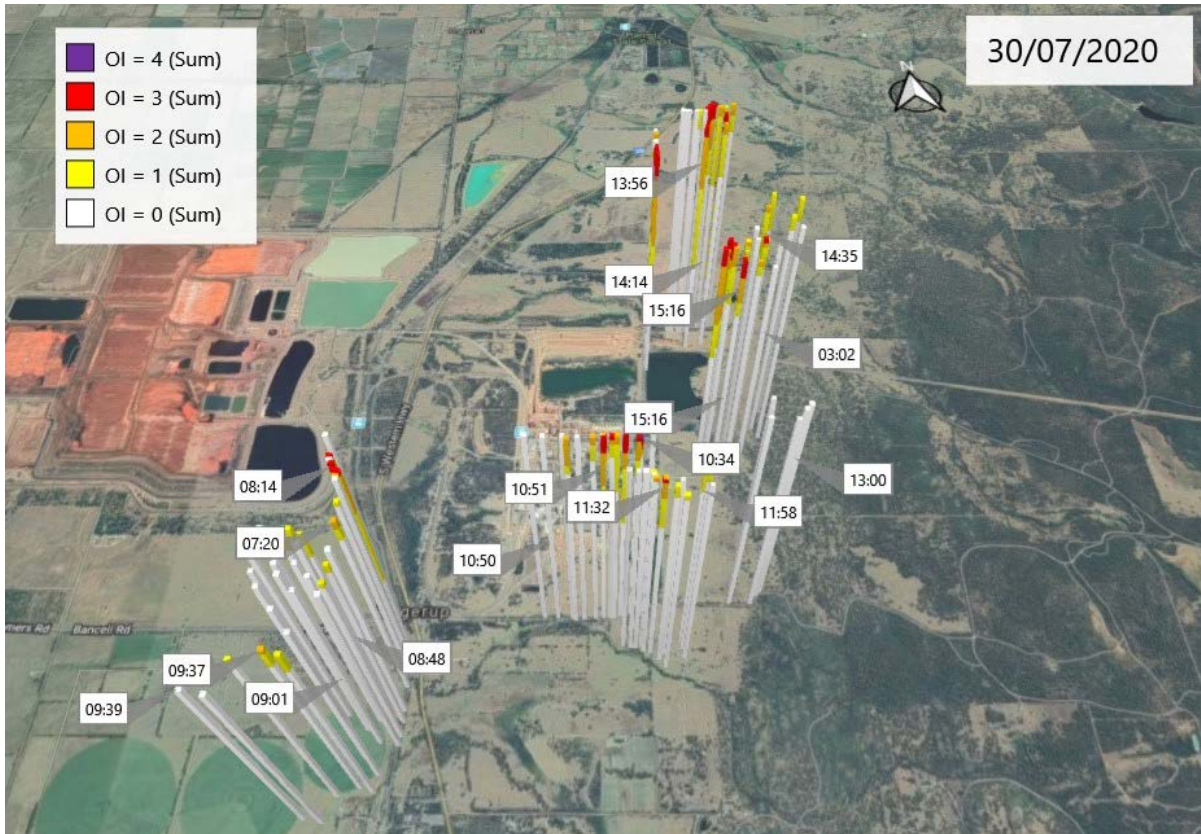 OI = 4 (Sum)
OI = 3 (Sum)
OI = 2 (Sum)
OI = 1 (Sum)
OI = 0 (Sum)
30/07/2020
N
13:56
14:35
14:14
15:16
03:02
15:16
10:34
08:14
10:51
11:32
13:00
11:58
07:20
10:50
Bancell Rd
08:48
09:37
09:01
09:39